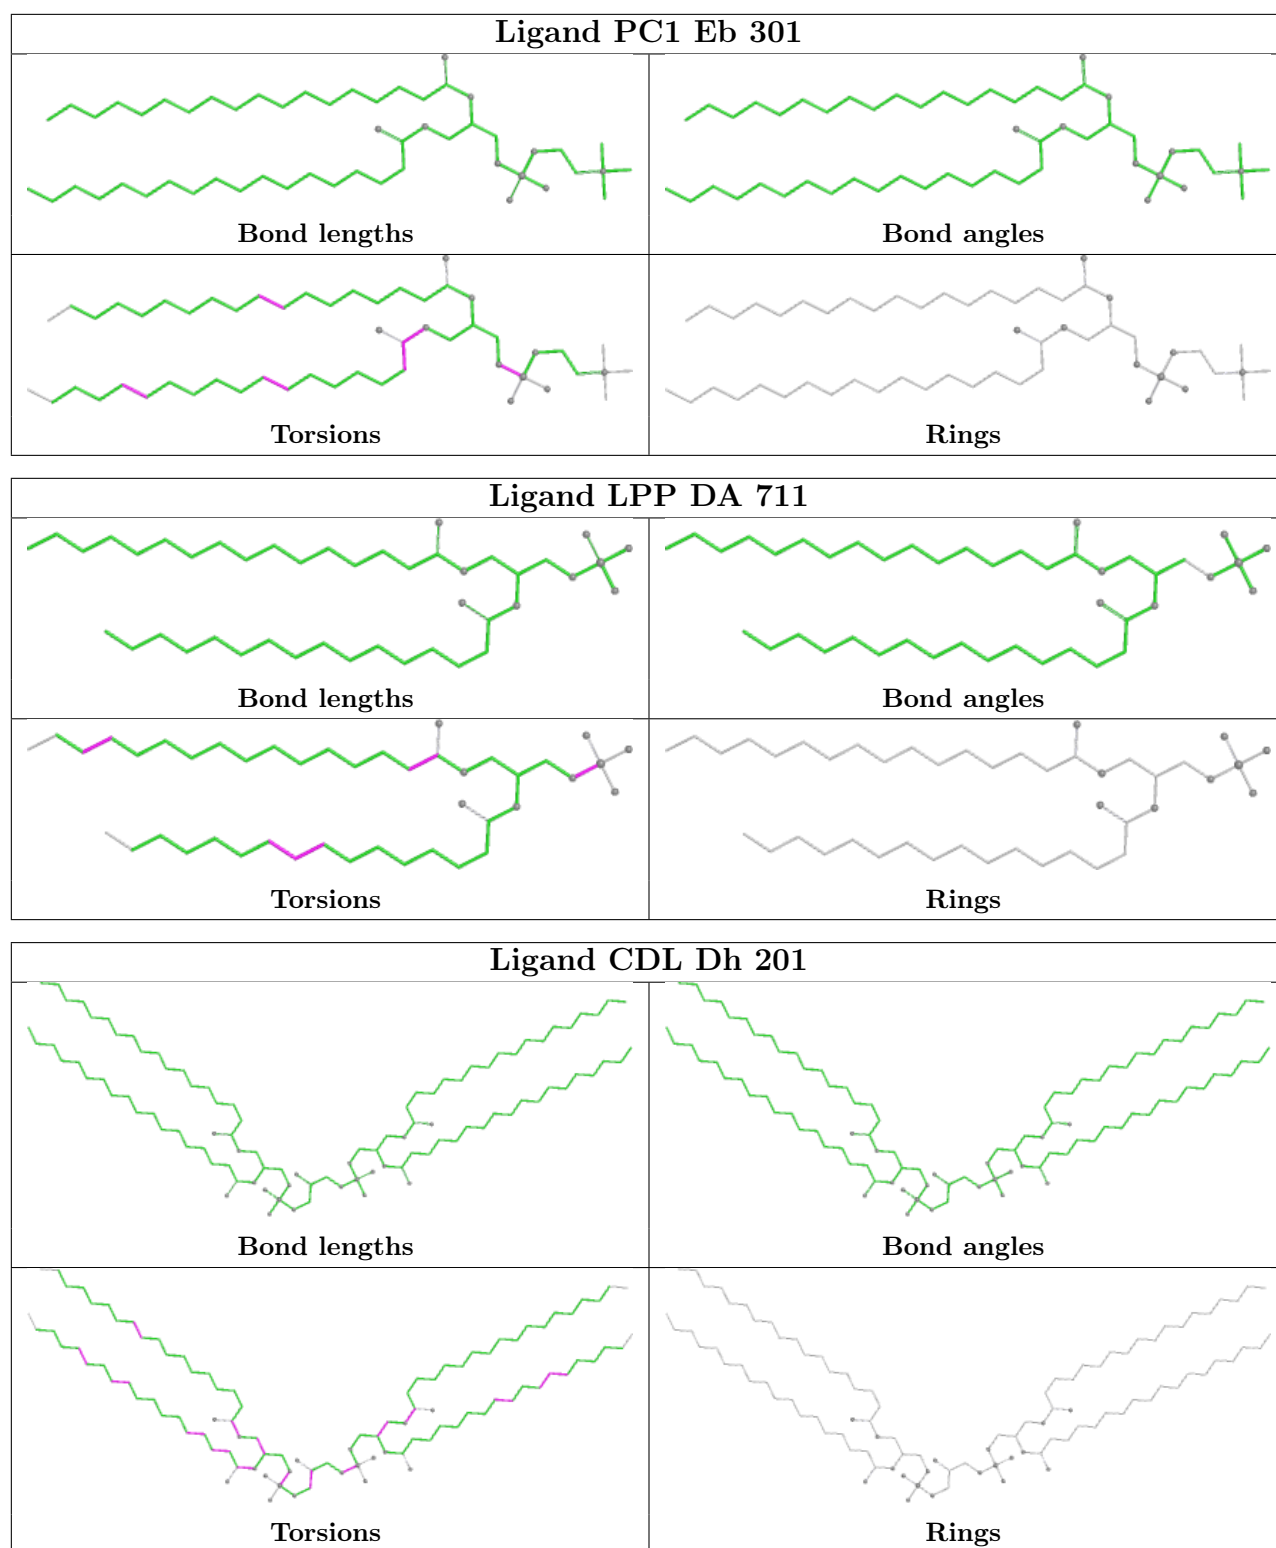 Ligand PC1 Eb 301
Bond lengths
Bond angles
Torsions
Rings
Ligand LPP DA 711
Bond lengths
Bond angles
Torsions
Rings
Ligand CDL Dh 201
Bond lengths
Bond angles
Torsions
Rings